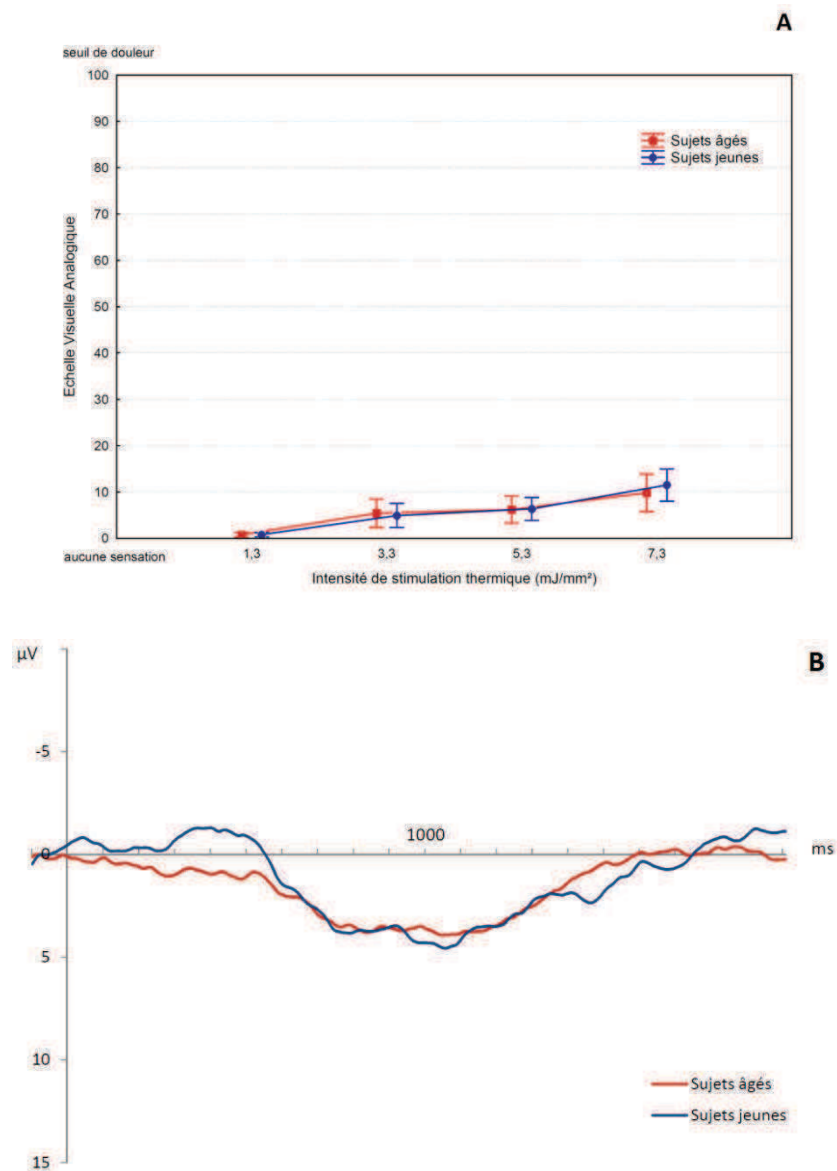 A
seuil de douleur
100
90
80
70
60
50
40
30
20
10
0
Echelle Visuelle Analogique
Sujets âgés
Sujets jeunes
aucune sensation
1,3 3,3 5,3 7,3
Intensité de stimulation thermique (mJ/mm²)
B
µV
-5
0
5
10
15
1000
ms
Sujets âgés
Sujets jeunes